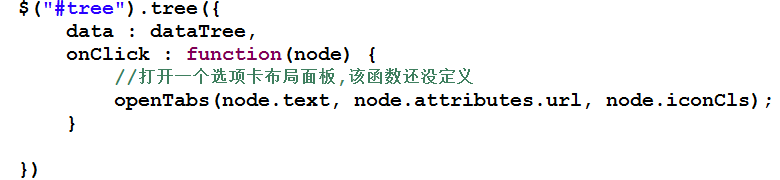 $("#tree").tree({
    data : dataTree,
    onClick : function(node) {
        //打开一个选项卡布局面板,该函数还没定义
        openTabs(node.text,node.attributes.url, node.iconCls);
    }
})